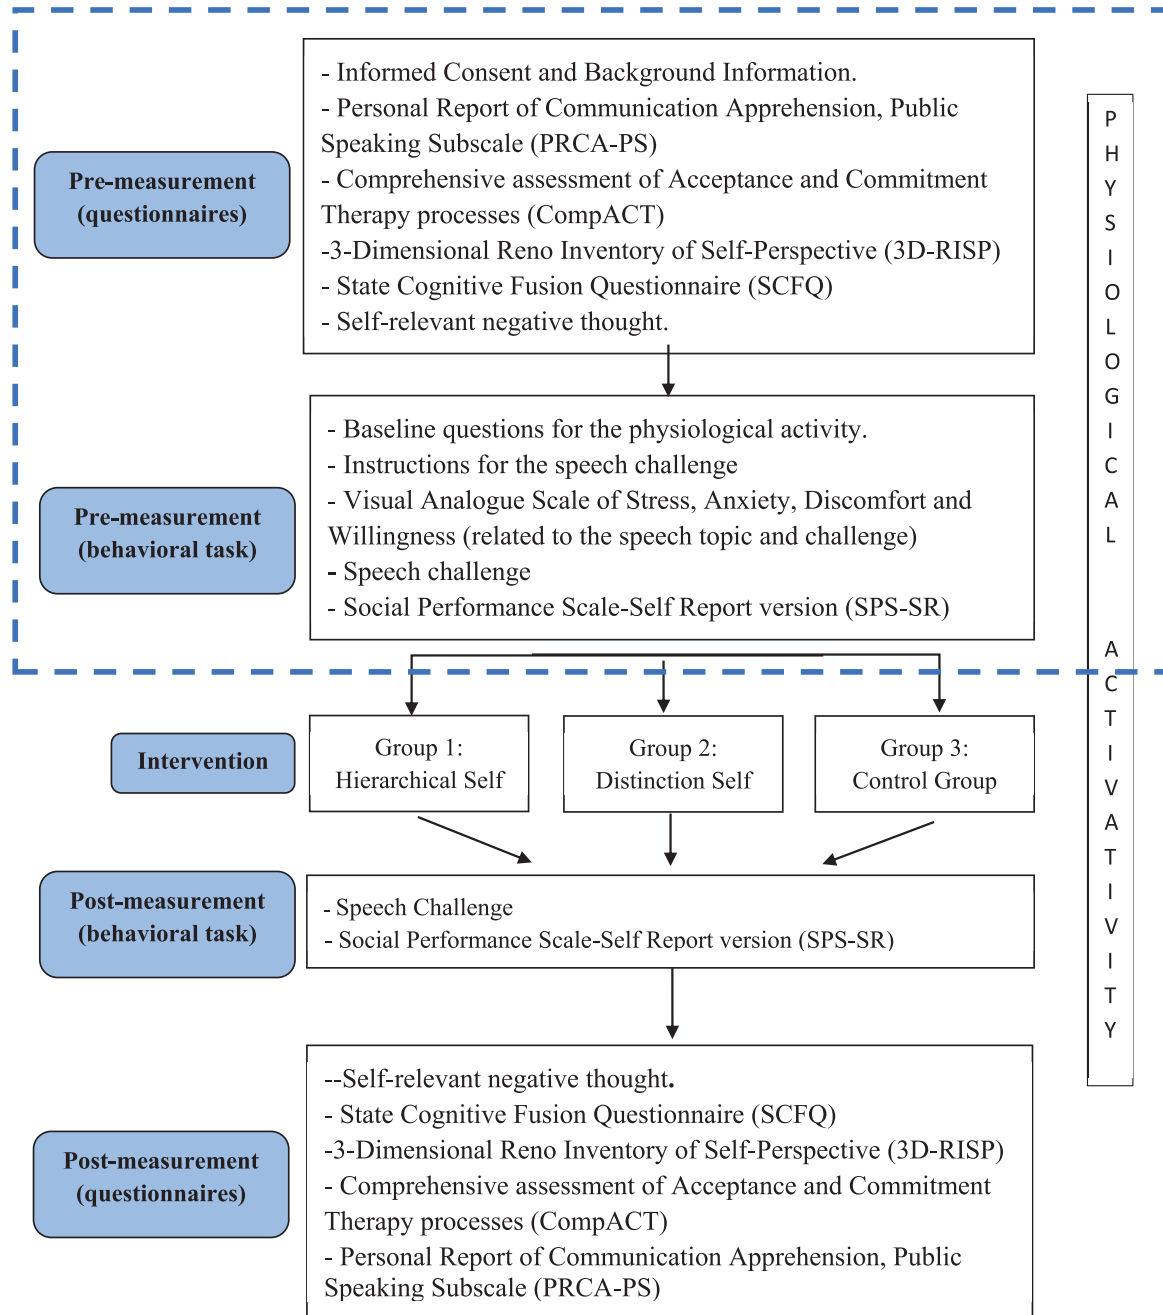 - Informed Consent and Background Information.
- Personal Report of Communication Apprehension, Public
Speaking Subscale (PRCA-PS)
- Comprehensive assessment of Acceptance and Commitment
Therapy processes (CompACT)
-3-Dimensional Reno Inventory of Self-Perspective (3D-RISP)
- State Cognitive Fusion Questionnaire (SCFQ)
- Self-relevant negative thought.
Pre-measurement
(questionnaires)
- Baseline questions for the physiological activity.
- Instructions for the speech challenge
- Visual Analogue Scale of Stress, Anxiety, Discomfort and
Willingness (related to the speech topic and challenge)
- Speech challenge
- Social Performance Scale-Self Report version (SPS-SR)
Pre-measurement
(behavioral task)
Intervention
Group 1:
Hierarchical Self
Group 2:
Distinction Self
Group 3:
Control Group
Post-measurement
(behavioral task)
- Speech Challenge
- Social Performance Scale-Self Report version (SPS-SR)
--Self-relevant negative thought.
- State Cognitive Fusion Questionnaire (SCFQ)
-3-Dimensional Reno Inventory of Self-Perspective (3D-RISP)
- Comprehensive assessment of Acceptance and Commitment
Therapy processes (CompACT)
- Personal Report of Communication Apprehension, Public
Speaking Subscale (PRCA-PS)
Post-measurement
(questionnaires)
PHYSIOLOGICAL ACTIVATIVITY